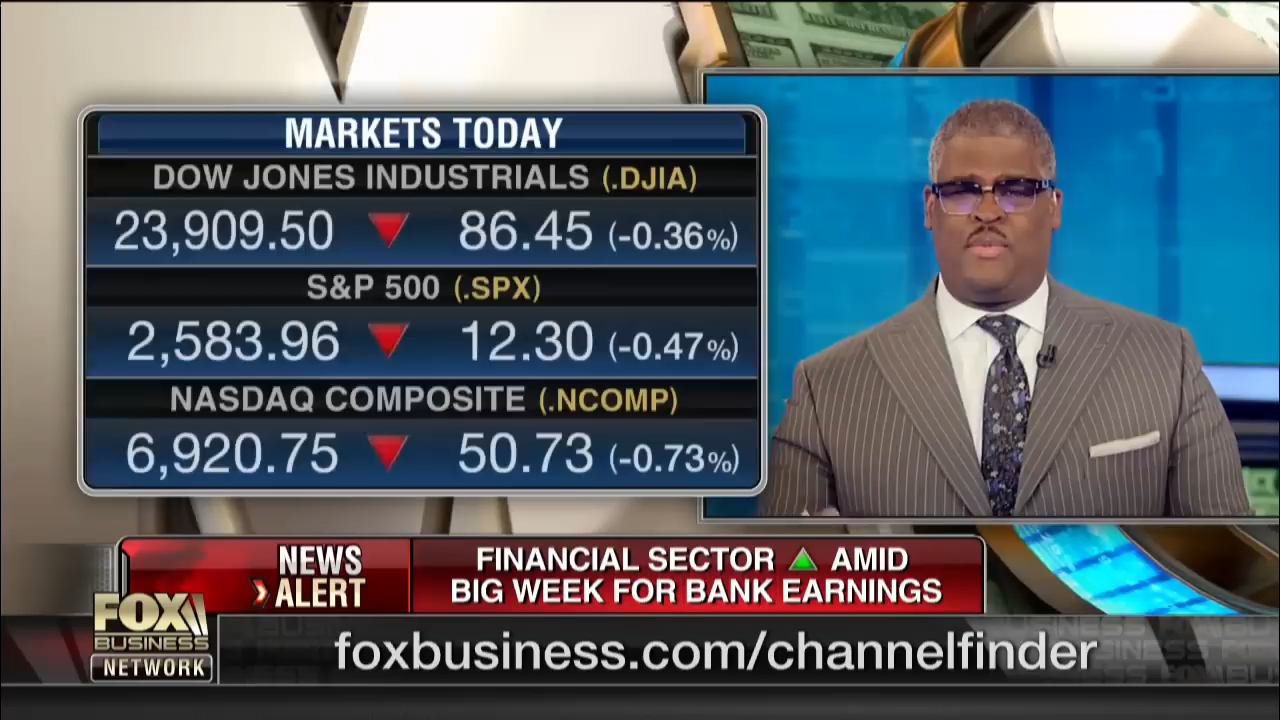 MARKETS TODAY
DOW JONES INDUSTRIALS (.DJIA)
23,909.50 ▼ 86.45 (-0.36%)
S&P 500 (.SPX)
2,583.96 ▼ 12.30 (-0.47%)
NASDAQ COMPOSITE (.NCOMP)
6,920.75 ▼ 50.73 (-0.73%)
NEWS
ALERT
FINANCIAL SECTOR ▲ AMID
BIG WEEK FOR BANK EARNINGS
FOX
BUSINESS
NETWORK
foxbusiness.com/channelfinder